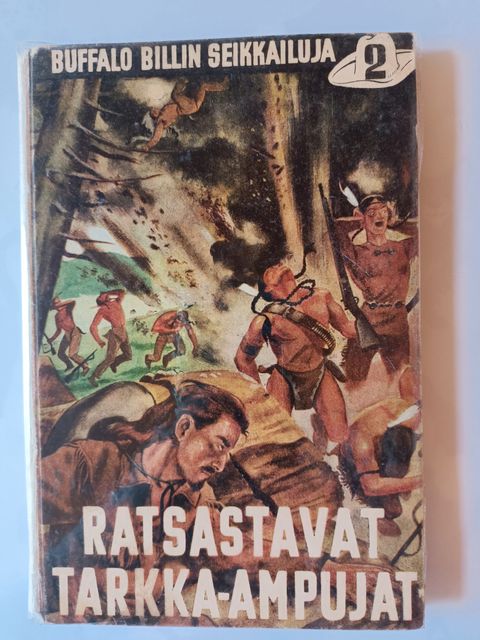 BUFFALO BILLIN SEIKKAILUJA 2
RATSASTAVAT
TARKKA-AMPUJAT